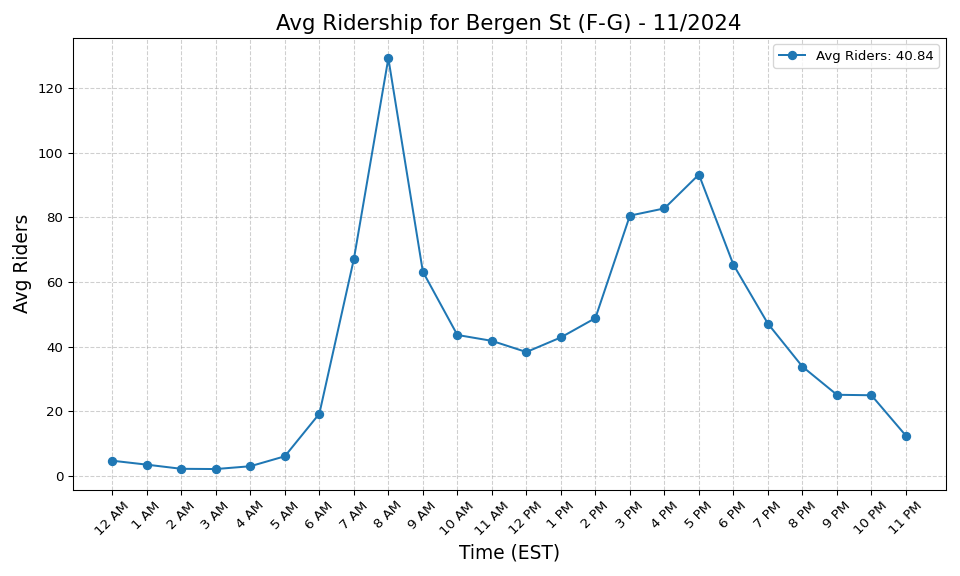 Avg Ridership for Bergen St (F-G) - 11/2024
Avg Riders: 40.84
Avg Riders
120
100
80
60
40
20
0
12 AM
1 AM
2 AM
3 AM
4 AM
5 AM
6 AM
7 AM
8 AM
9 AM
10 AM
11 AM
12 PM
1 PM
2 PM
3 PM
4 PM
5 PM
6 PM
7 PM
8 PM
9 PM
10 PM
11 PM
Time (EST)